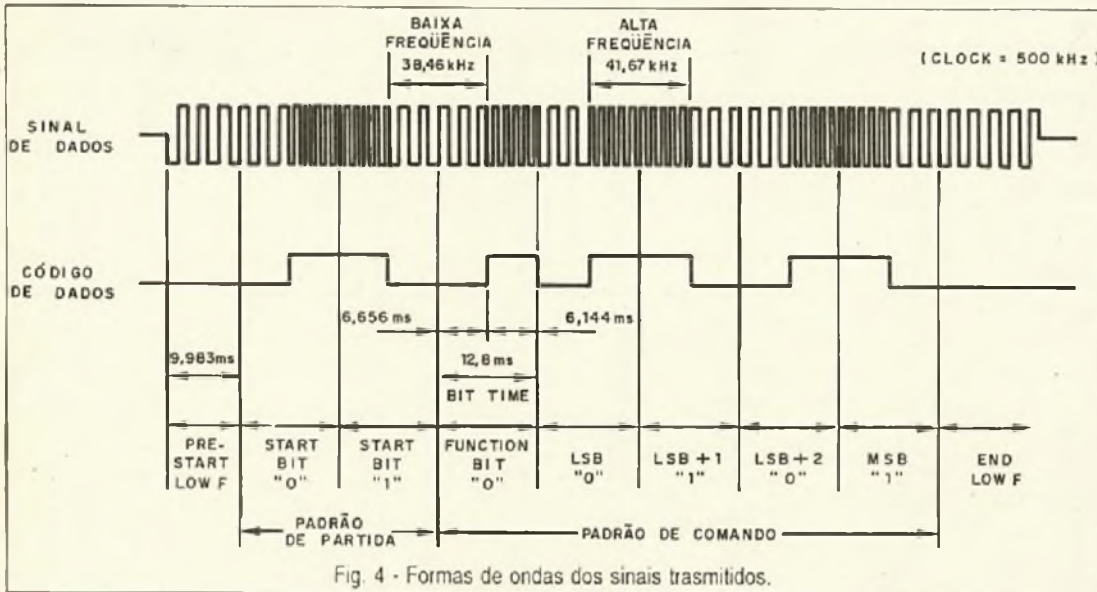 BAIXA
FREQÜÊNCIA
38,46 kHz
ALTA
FREQÜÊNCIA
41,67 kHz
(CLOCK = 500 kHz)
SINAL
DE DADOS
CÓDIGO
DE DADOS
6,656 ms
6,144 ms
9,983ms
12,8 ms
BIT TIME
PRE-
START
LOW F
START
BIT
"0"
START
BIT
"1"
FUNCTION
BIT
"0"
LSB
"0"
LSB+1
"1"
LSB+2
"0"
MSB
"1"
END
LOW F
PADRÃO
DE PARTIDA
PADRÃO DE COMANDO
Fig. 4 - Formas de ondas dos sinais trasmitidos.